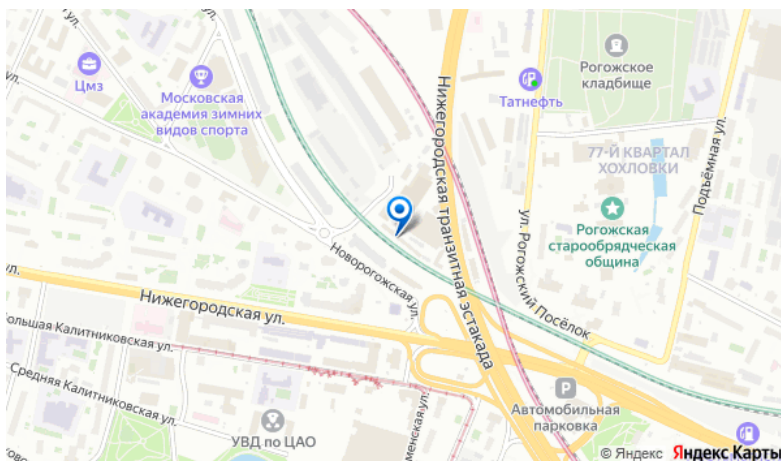 Цмз
Московская
академия зимних
видов спорта
Нижегородская транзитная эстакада
Татнефть
Рогожское
кладбище
77-Й КВАРТАЛ
ХОХЛОВКИ
Подъёмная ул.
Рогожская
старообрядческая
община
ул. Рогожский Посёлок
Новорогожская ул.
ул.
Нижегородская ул.
Большая Калитниковская ул.
Средняя Калитниковская ул.
УВД по ЦАО
Автомобильная
парковка
© Яндекс Яндекс Карты